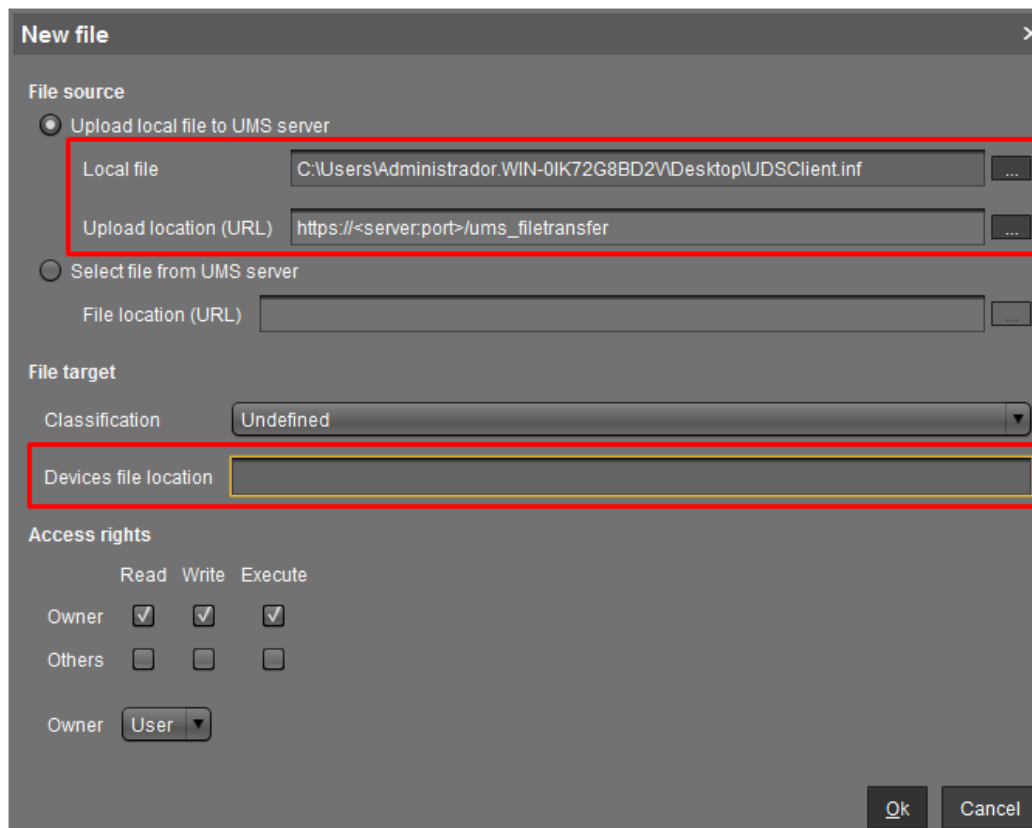 New file
File source
Upload local file to UMS server
Local file C:\Users\Administrador.WIN-0IK72G8BD2V\Desktop\UDSClient.inf ...
Upload location (URL) https://<server:port>/ums_filetransfer ...
Select file from UMS server
File location (URL) ...
File target
Classification Undefined
Devices file location
Access rights
Read Write Execute
Owner
Others
Owner User
Ok Cancel